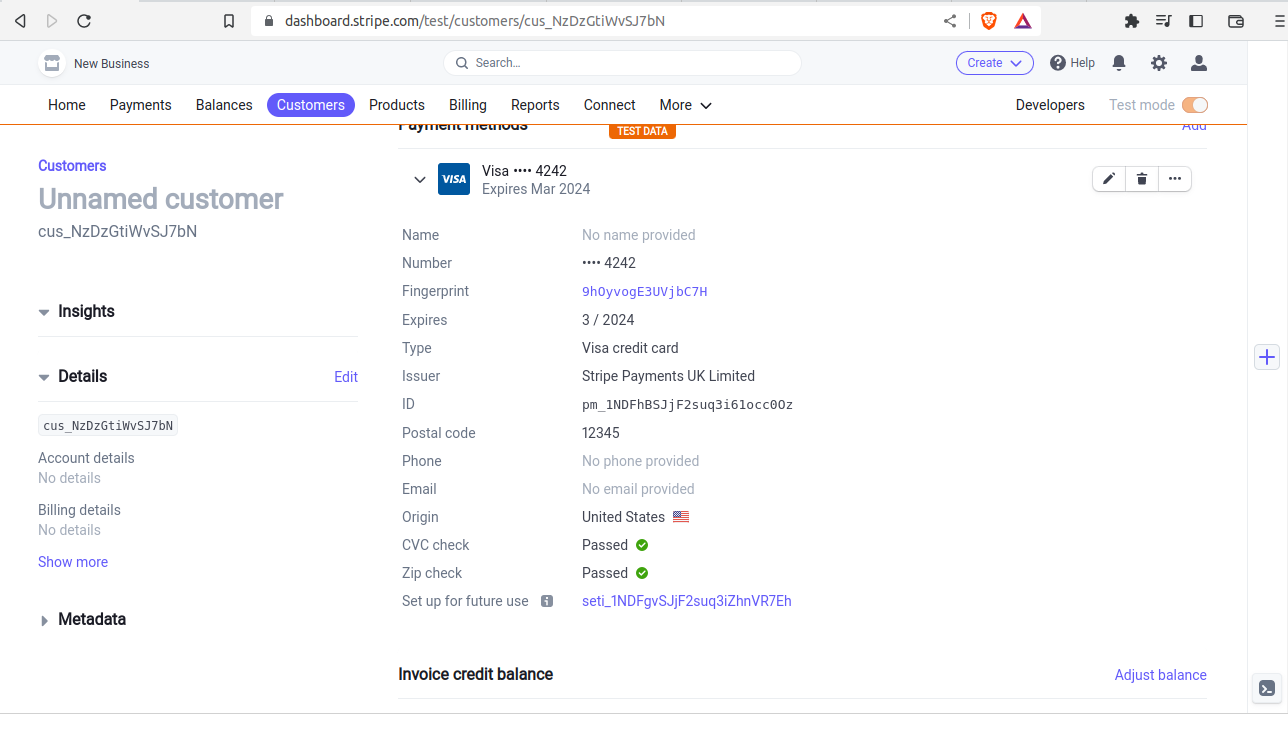 dashboard.stripe.com/test/customers/cus_NzDzGtiWvSJ7bN
New Business
Search...
Create
Help
Home Payments Balances Customers Products Billing Reports Connect More Developers Test mode
Payment methods
TEST DATA
Add
Customers
Unnamed customer
cus_NzDzGtiWvSJ7bN
Insights
Details
Edit
cus_NzDzGtiWvSJ7bN
Account details
No details
Billing details
No details
Show more
Metadata
VISA
Visa •••• 4242
Expires Mar 2024
Name No name provided
Number •••• 4242
Fingerprint 9hOyvogE3UVjbC7H
Expires 3 / 2024
Type Visa credit card
Issuer Stripe Payments UK Limited
ID pm_1NDFhBSJjF2suq3i61occ0Oz
Postal code 12345
Phone No phone provided
Email No email provided
Origin United States
CVC check Passed
Zip check Passed
Set up for future use seti_1NDFgvSJjF2suq3iZhnVR7Eh
Invoice credit balance
Adjust balance